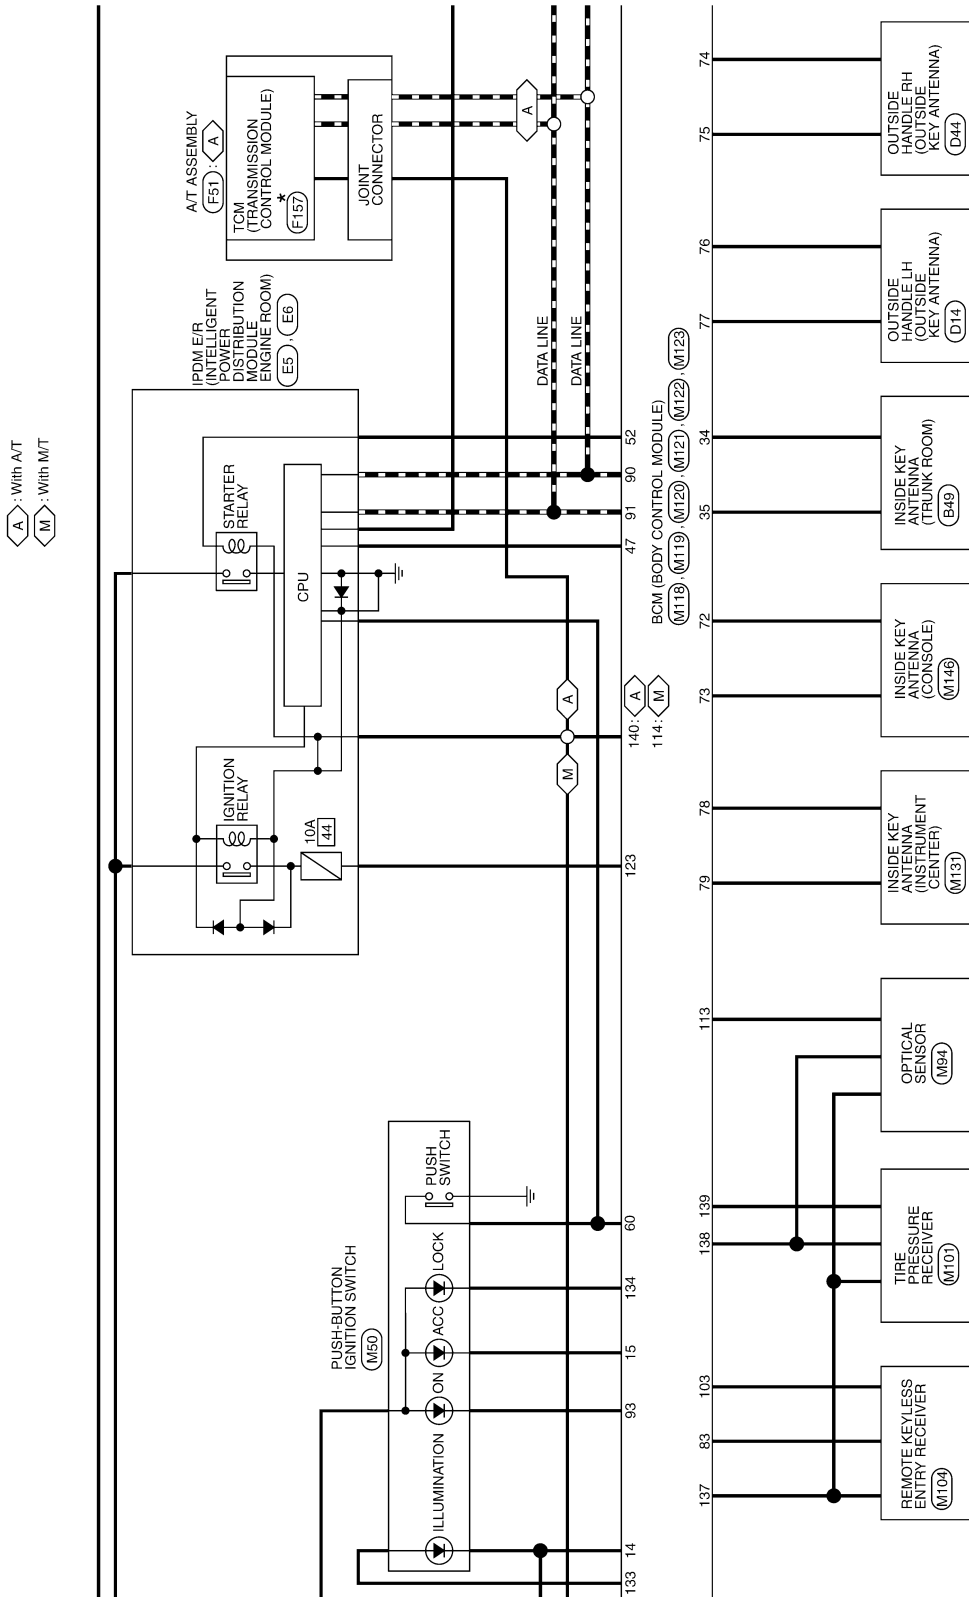 A : With A/T
M : With M/T
A/T ASSEMBLY
F51 : A
TCM
(TRANSMISSION
CONTROL MODULE)
*
F157
JOINT
CONNECTOR
A
IPDM E/R
(INTELLIGENT
POWER
DISTRIBUTION
MODULE
ENGINE ROOM)
E5 , E6
STARTER
RELAY
CPU
IGNITION
RELAY
10A
44
DATA LINE
DATA LINE
A
M
PUSH-BUTTON
IGNITION SWITCH
M50
ILLUMINATION
ON
ACC
LOCK
PUSH
SWITCH
133
14
93
15
134
60
123
140: A
114: M
47
91
90
52
BCM (BODY CONTROL MODULE)
M118 , M119 , M120 , M121 , M122 , M123
137
83
103
138
139
113
79
78
73
72
35
34
77
76
75
74
REMOTE KEYLESS
ENTRY RECEIVER
M104
TIRE
PRESSURE
RECEIVER
M101
OPTICAL
SENSOR
M94
INSIDE KEY
ANTENNA
(INSTRUMENT
CENTER)
M131
INSIDE KEY
ANTENNA
(CONSOLE)
M146
INSIDE KEY
ANTENNA
(TRUNK ROOM)
B49
OUTSIDE
HANDLE LH
(OUTSIDE
KEY ANTENNA)
D14
OUTSIDE
HANDLE RH
(OUTSIDE
KEY ANTENNA)
D44